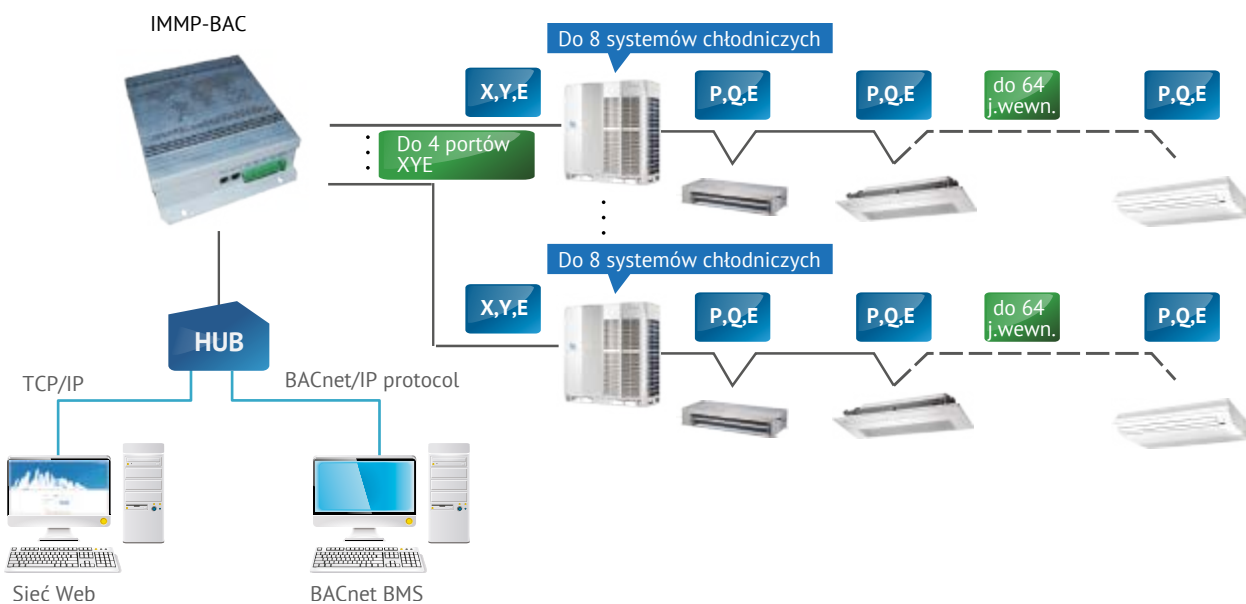 IMMP-BAC
Do 8 systemów chłodniczych
X,Y,E
P,Q,E
P,Q,E
do 64
j.wewn.
P,Q,E
Do 4 portów
XYE
Do 8 systemów chłodniczych
X,Y,E
P,Q,E
P,Q,E
do 64
j.wewn.
P,Q,E
HUB
TCP/IP
BACnet/IP protocol
Sieć Web
BACnet BMS